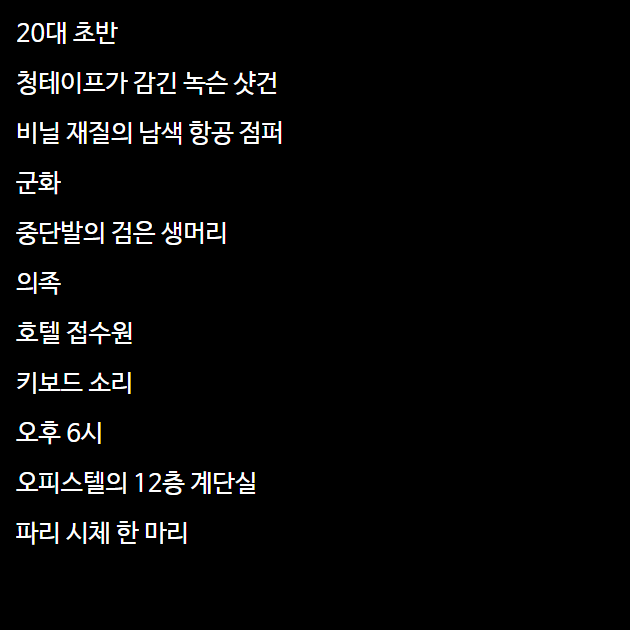 20대 초반
청테이프가 감긴 녹슨 샷건
비닐 재질의 남색 항공 점퍼
군화
중단발의 검은 생머리
의족
호텔 접수원
키보드 소리
오후 6시
오피스텔의 12층 계단실
파리 시체 한 마리